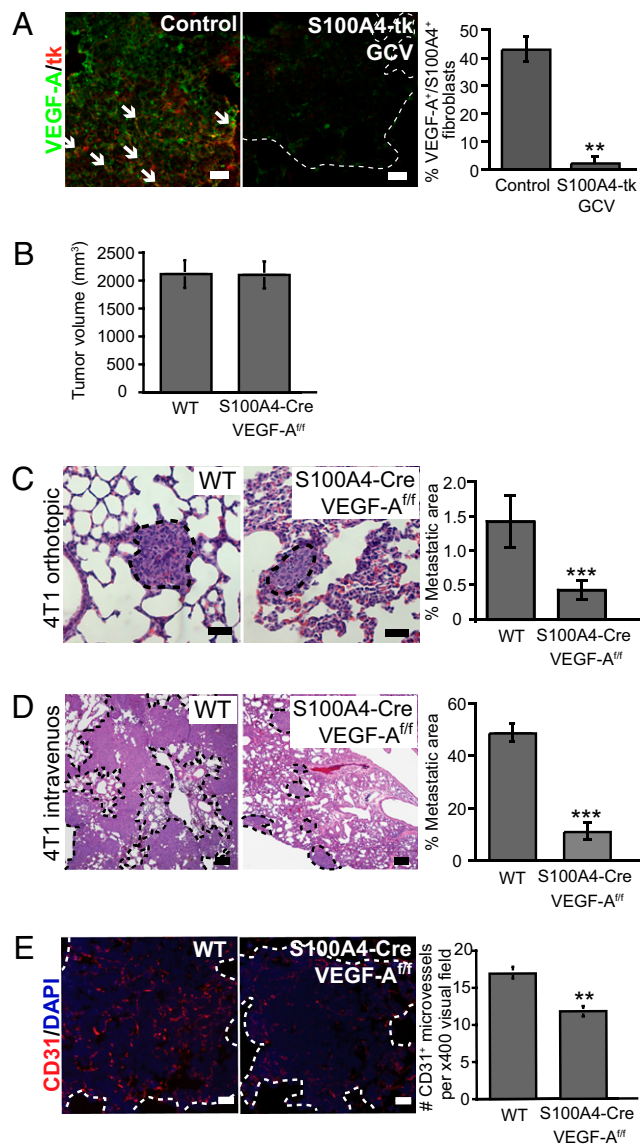 A
VEGF-A/tk
Control
S100A4-tk
GCV
% VEGF-A⁺/S100A4⁺
fibroblasts
50
40
30
20
10
0
**
Control
S100A4-tk
GCV
B
Tumor volume (mm³)
2500
2000
1500
1000
500
0
WT
S100A4-Cre
VEGF-Aᶠ/ᶠ
C
4T1 orthotopic
WT
S100A4-Cre
VEGF-Aᶠ/ᶠ
% Metastatic area
2.0
1.5
1.0
0.5
0
***
WT
S100A4-Cre
VEGF-Aᶠ/ᶠ
D
4T1 intravenuos
WT
S100A4-Cre
VEGF-Aᶠ/ᶠ
% Metastatic area
60
40
20
0
***
WT
S100A4-Cre
VEGF-Aᶠ/ᶠ
E
CD31/DAPI
WT
S100A4-Cre
VEGF-Aᶠ/ᶠ
# CD31⁺ microvessels
per x400 visual field
20
15
10
5
0
**
WT
S100A4-Cre
VEGF-Aᶠ/ᶠ